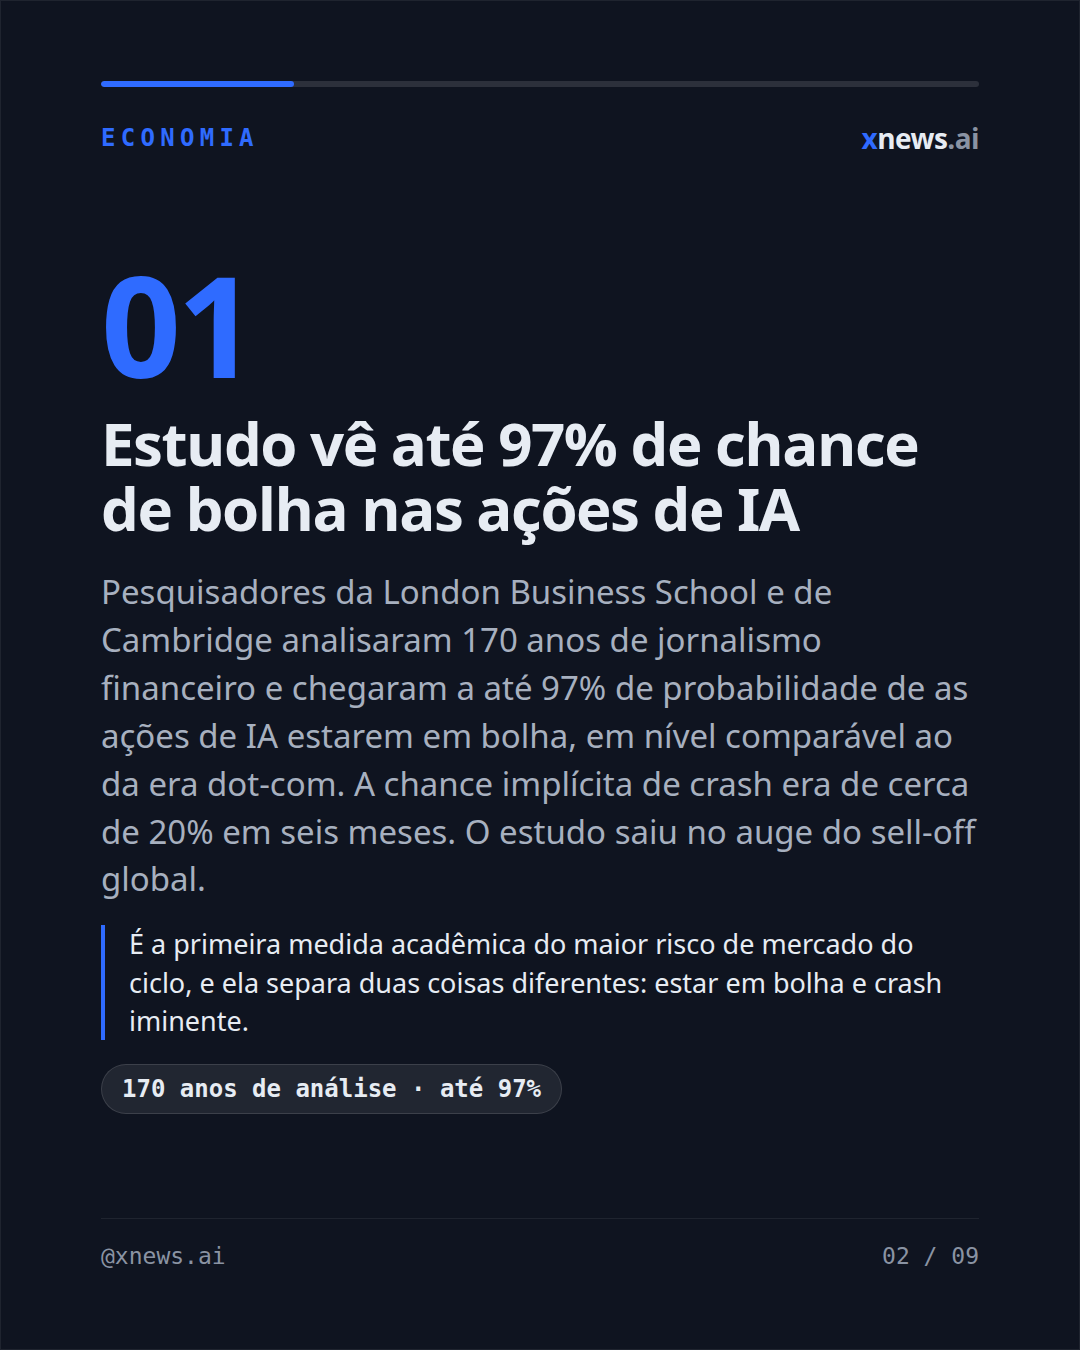 ECONOMIA
xnews.ai
01
Estudo vê até 97% de chance
de bolha nas ações de IA
Pesquisadores da London Business School e de
Cambridge analisaram 170 anos de jornalismo
financeiro e chegaram a até 97% de probabilidade de as
ações de IA estarem em bolha, em nível comparável ao
da era dot-com. A chance implícita de crash era de cerca
de 20% em seis meses. O estudo saiu no auge do sell-off
global.
É a primeira medida acadêmica do maior risco de mercado do
ciclo, e ela separa duas coisas diferentes: estar em bolha e crash
iminente.
170 anos de análise · até 97%
@xnews.ai
02 / 09